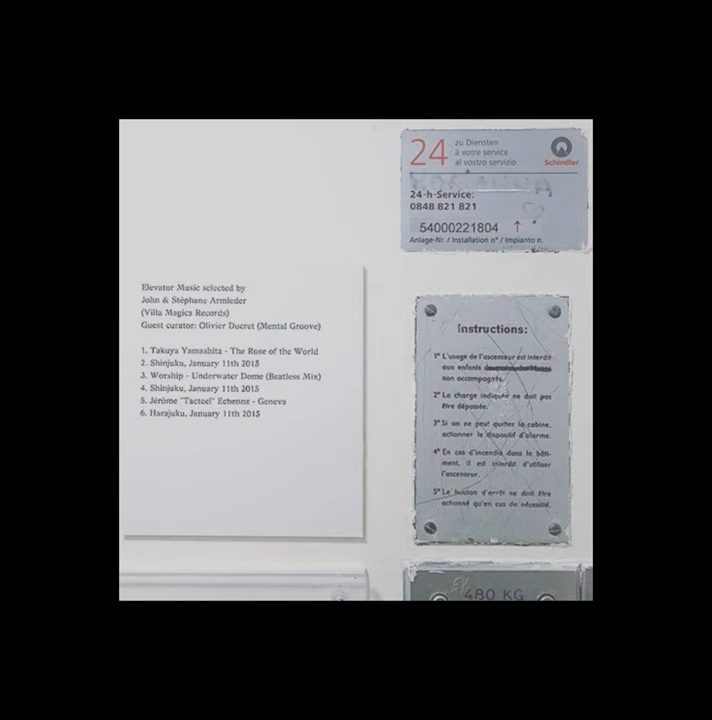 Elevator Music selected by
John & Stéphane Armleder
(Villa Magica Records)
Guest curator: Olivier Ducret (Mental Groove)
1. Takuya Yamashita - The Rose of the World
2. Shinjuku, January 11th 2015
3. Worship - Underwater Dome (Beatless Mix)
4. Shinjuku, January 11th 2015
5. Jérôme "Tacteel" Echenoz - Geneva
6. Harajuku, January 11th 2015
24
zu Diensten
à votre service
al vostro servizio
Schindler
24-h-Service:
0848 821 821
54000221804 ↑
Anlage-Nr. / Installation n° / Impianto n.
Instructions:
1° L'usage de l'ascenseur est interdit
aux enfants
non accompagnés.
2° La charge indiquée ne doit pas
être dépassée.
3° Si on ne peut quitter la cabine,
actionner le dispositif d'alarme.
4° En cas d'incendie dans le bâti-
ment, il est interdit d'utiliser
l'ascenseur.
5° Le bouton d'arrêt ne doit être
actionné qu'en cas de nécessité.
480 KG